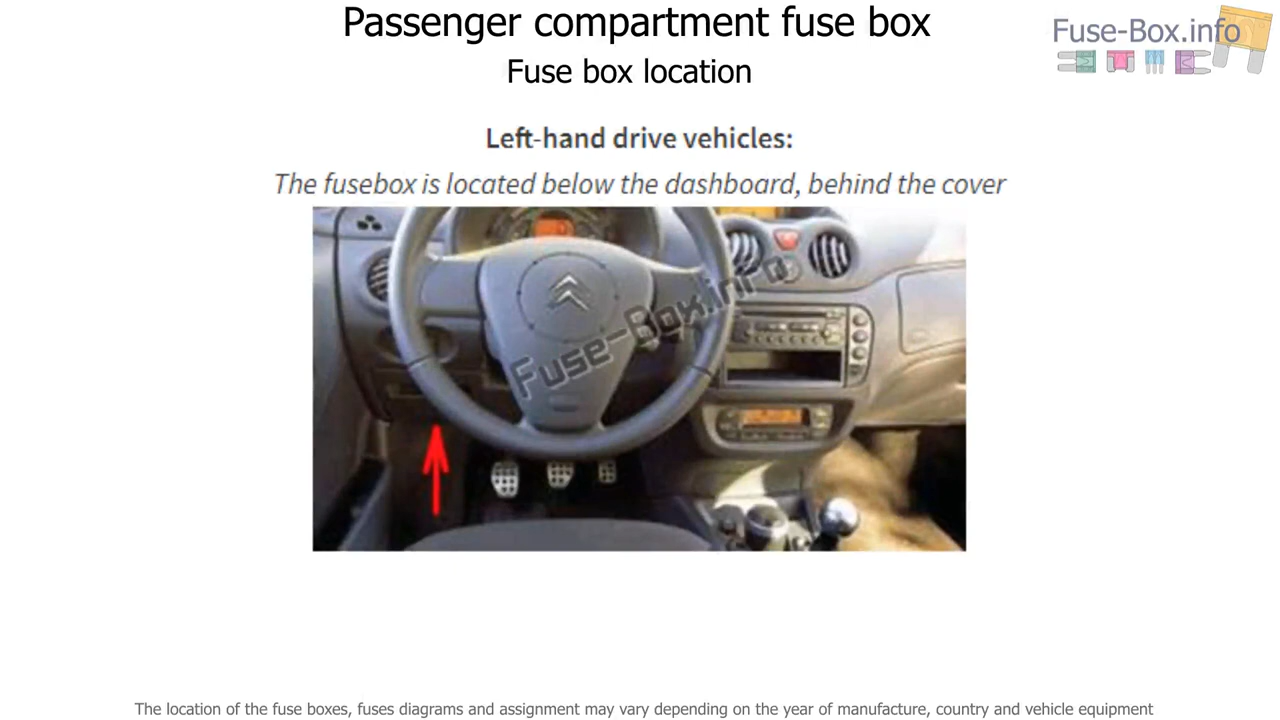 Passenger compartment fuse box
Fuse-Box.info
Fuse box location
Left-hand drive vehicles:
The fusebox is located below the dashboard, behind the cover
Fuse-Box.info
The location of the fuse boxes, fuses diagrams and assignment may vary depending on the year of manufacture, country and vehicle equipment